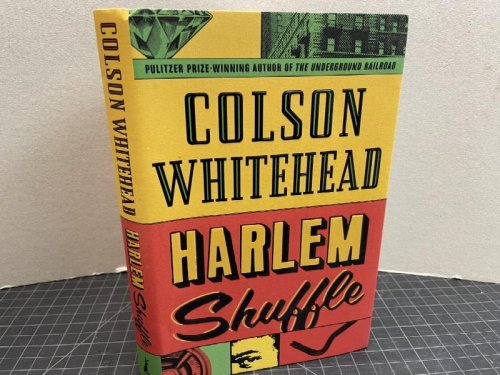 PULITZER PRIZE-WINNING AUTHOR OF THE UNDERGROUND RAILROAD
COLSON
WHITEHEAD
HARLEM
Shuffle
COLSON WHITEHEAD
HARLEM
Shuffle